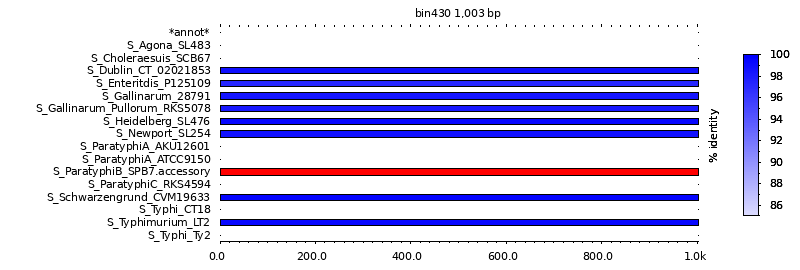 bin430 1,003 bp
*annot*
S_Agona_SL483
S_Choleraesuis_SCB67
S_Dublin_CT_02021853
S_Enteritdis_P125109
S_Gallinarum_28791
S_Gallinarum_Pullorum_RKS5078
S_Heidelberg_SL476
S_Newport_SL254
S_ParatyphiA_AKU12601
S_ParatyphiA_ATCC9150
S_ParatyphiB_SPB7.accessory
S_ParatyphiC_RKS4594
S_Schwarzengrund_CVM19633
S_Typhi_CT18
S_Typhimurium_LT2
S_Typhi_Ty2
0.0 200.0 400.0 600.0 800.0 1.0k
% identity
100
98
96
94
92
90
88
86